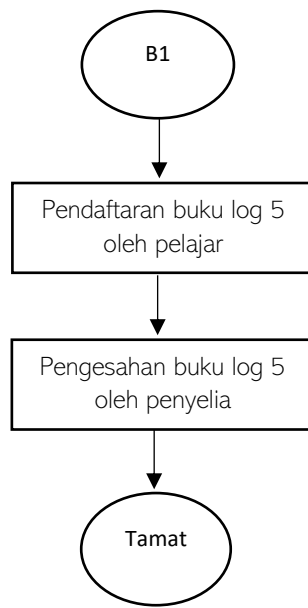 B1
Pendaftaran buku log 5
oleh pelajar
Pengesahan buku log 5
oleh penyelia
Tamat